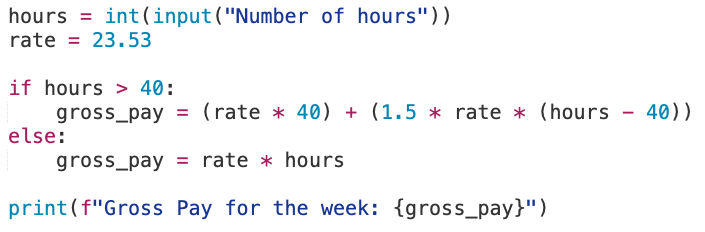 hours = int(input("Number of hours"))
rate = 23.53

if hours > 40:
    gross_pay = (rate * 40) + (1.5 * rate * (hours - 40))
else:
    gross_pay = rate * hours

print(f"Gross Pay for the week: {gross_pay}")